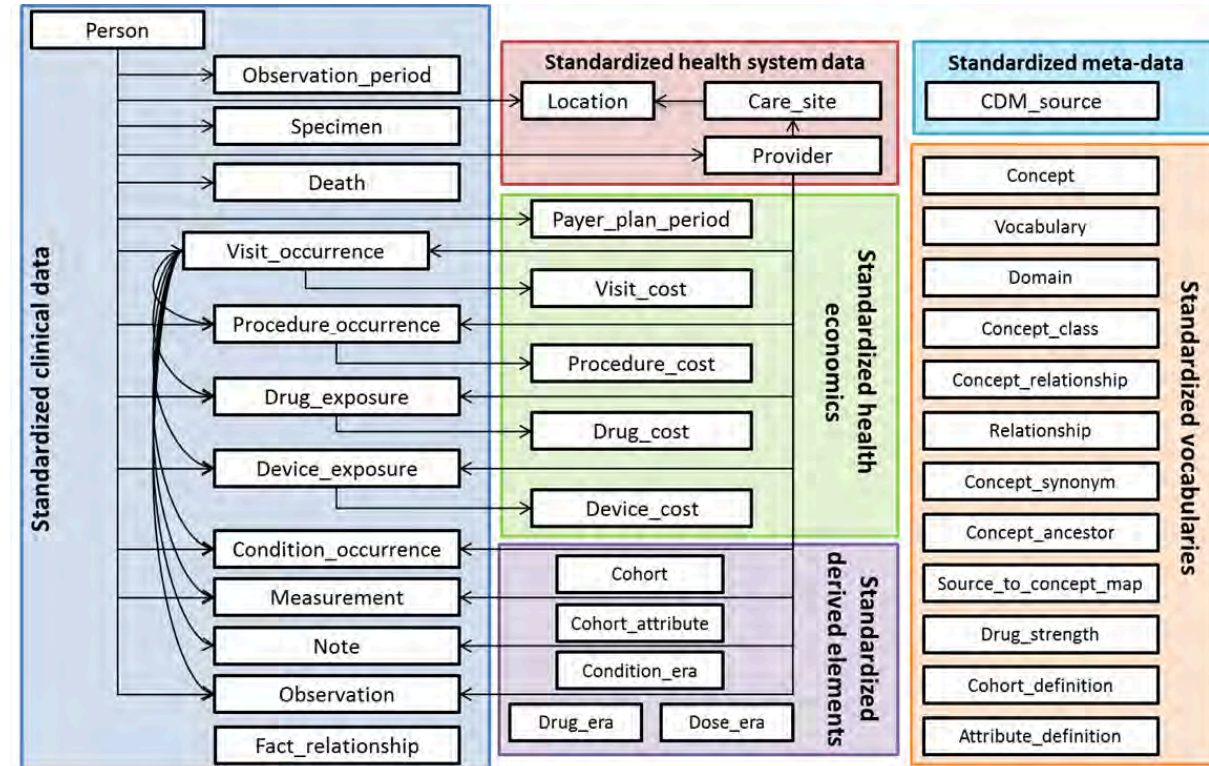 Person
Standardized clinical data
Observation_period
Specimen
Death
Visit_occurrence
Procedure_occurrence
Drug_exposure
Device_exposure
Condition_occurrence
Measurement
Note
Observation
Fact_relationship
Standardized health system data
Location
Care_site
Provider
Payer_plan_period
Visit_cost
Procedure_cost
Drug_cost
Device_cost
Standardized health
economics
Cohort
Cohort_attribute
Condition_era
Drug_era
Dose_era
Standardized
derived elements
Standardized meta-data
CDM_source
Concept
Vocabulary
Domain
Concept_class
Concept_relationship
Relationship
Concept_synonym
Concept_ancestor
Source_to_concept_map
Drug_strength
Cohort_definition
Attribute_definition
Standardized vocabularies